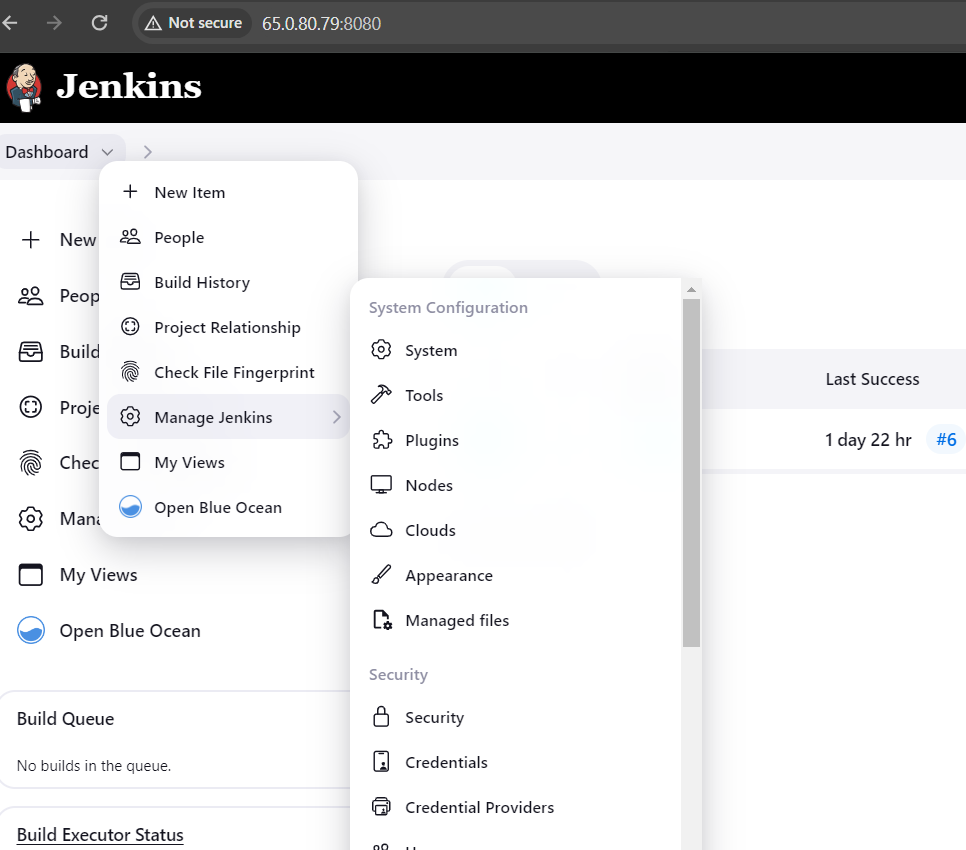 Not secure 65.0.80.79:8080
Jenkins
Dashboard
New Item
People
Build History
Project Relationship
Check File Fingerprint
Manage Jenkins
My Views
Open Blue Ocean
System Configuration
System
Tools
Plugins
Nodes
Clouds
Appearance
Managed files
Security
Security
Credentials
Credential Providers
New
Peop
Build
Proje
Chec
Mana
My Views
Open Blue Ocean
Build Queue
No builds in the queue.
Build Executor Status
Last Success
1 day 22 hr #6